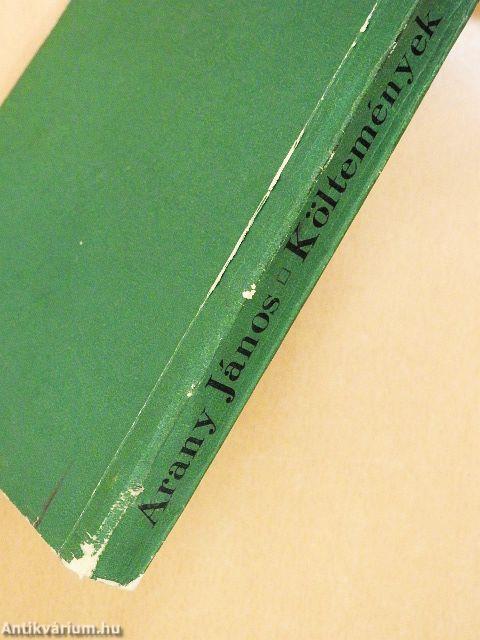 Arany János □ Költemények
Antikvárium.hu